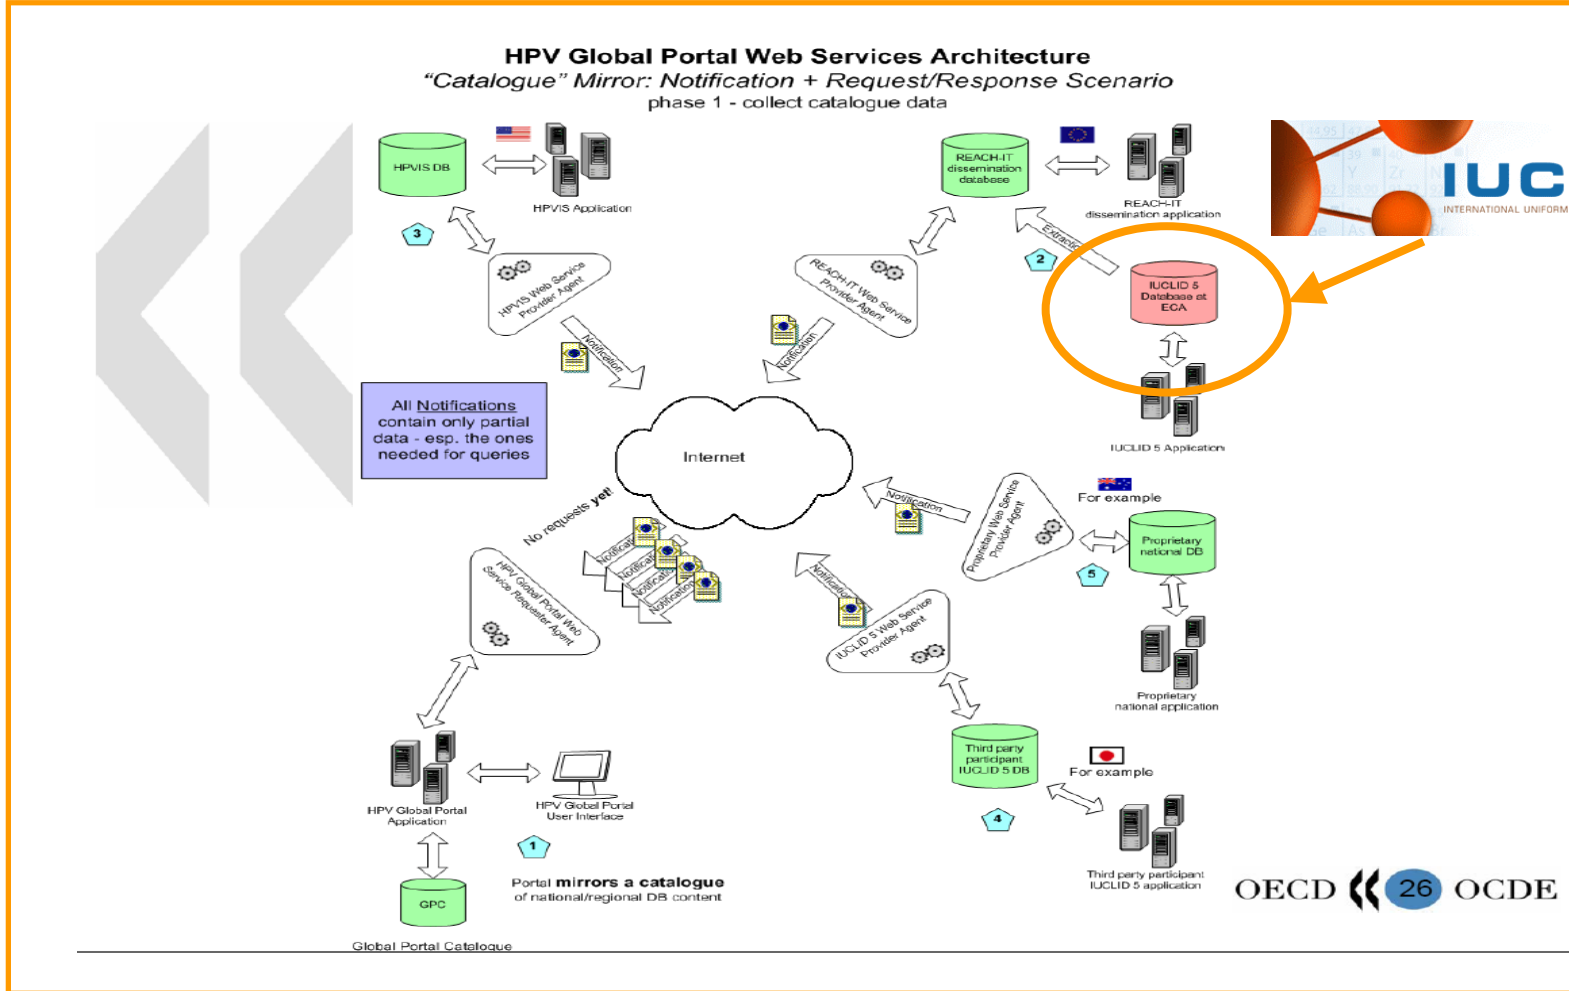 HPV Global Portal Web Services Architecture
“Catalogue” Mirror: Notification + Request/Response Scenario
phase 1 - collect catalogue data
HPVIS DB
HPVIS Application
3
HPVIS Web Service
Provider Agent
Notification
REACH-IT
dissemination
database
REACH-IT
dissemination application
REACH-IT Web Service
Provider Agent
Notification
Extraction
2
IUCLID 5
Database at
ECA
IUCLID 5 Application
IUC
INTERNATIONAL UNIFORM
All Notifications
contain only partial
data - esp. the ones
needed for queries
Internet
No requests yet!
Notification
Notification
Notification
Notification
HPV Global Portal Web
Service Requester Agent
Notification
Proprietary Web Service
Provider Agent
For example
Proprietary
national DB
5
Proprietary
national application
Notification
IUCLID 5 Web Service
Provider Agent
Third party
participant
IUCLID 5 DB
For example
4
Third party participant
IUCLID 5 application
HPV Global Portal
Application
HPV Global Portal
User Interface
1
Portal mirrors a catalogue
of national/regional DB content
GPC
Global Portal Catalogue
OECD 26 OCDE